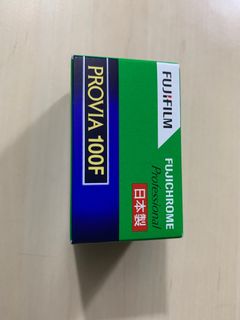 FUJIFILM
FUJICHROME
Professional
日本製
PROVIA 100F